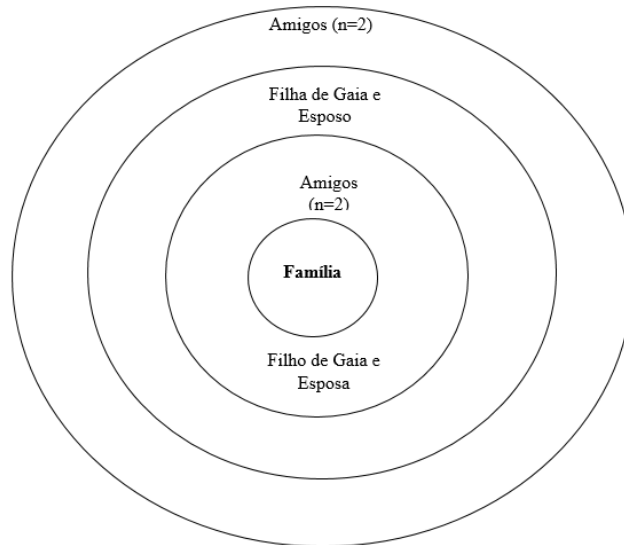 Amigos (n=2)
Filha de Gaia e
Esposo
Amigos
(n=2)
Família
Filho de Gaia e
Esposa